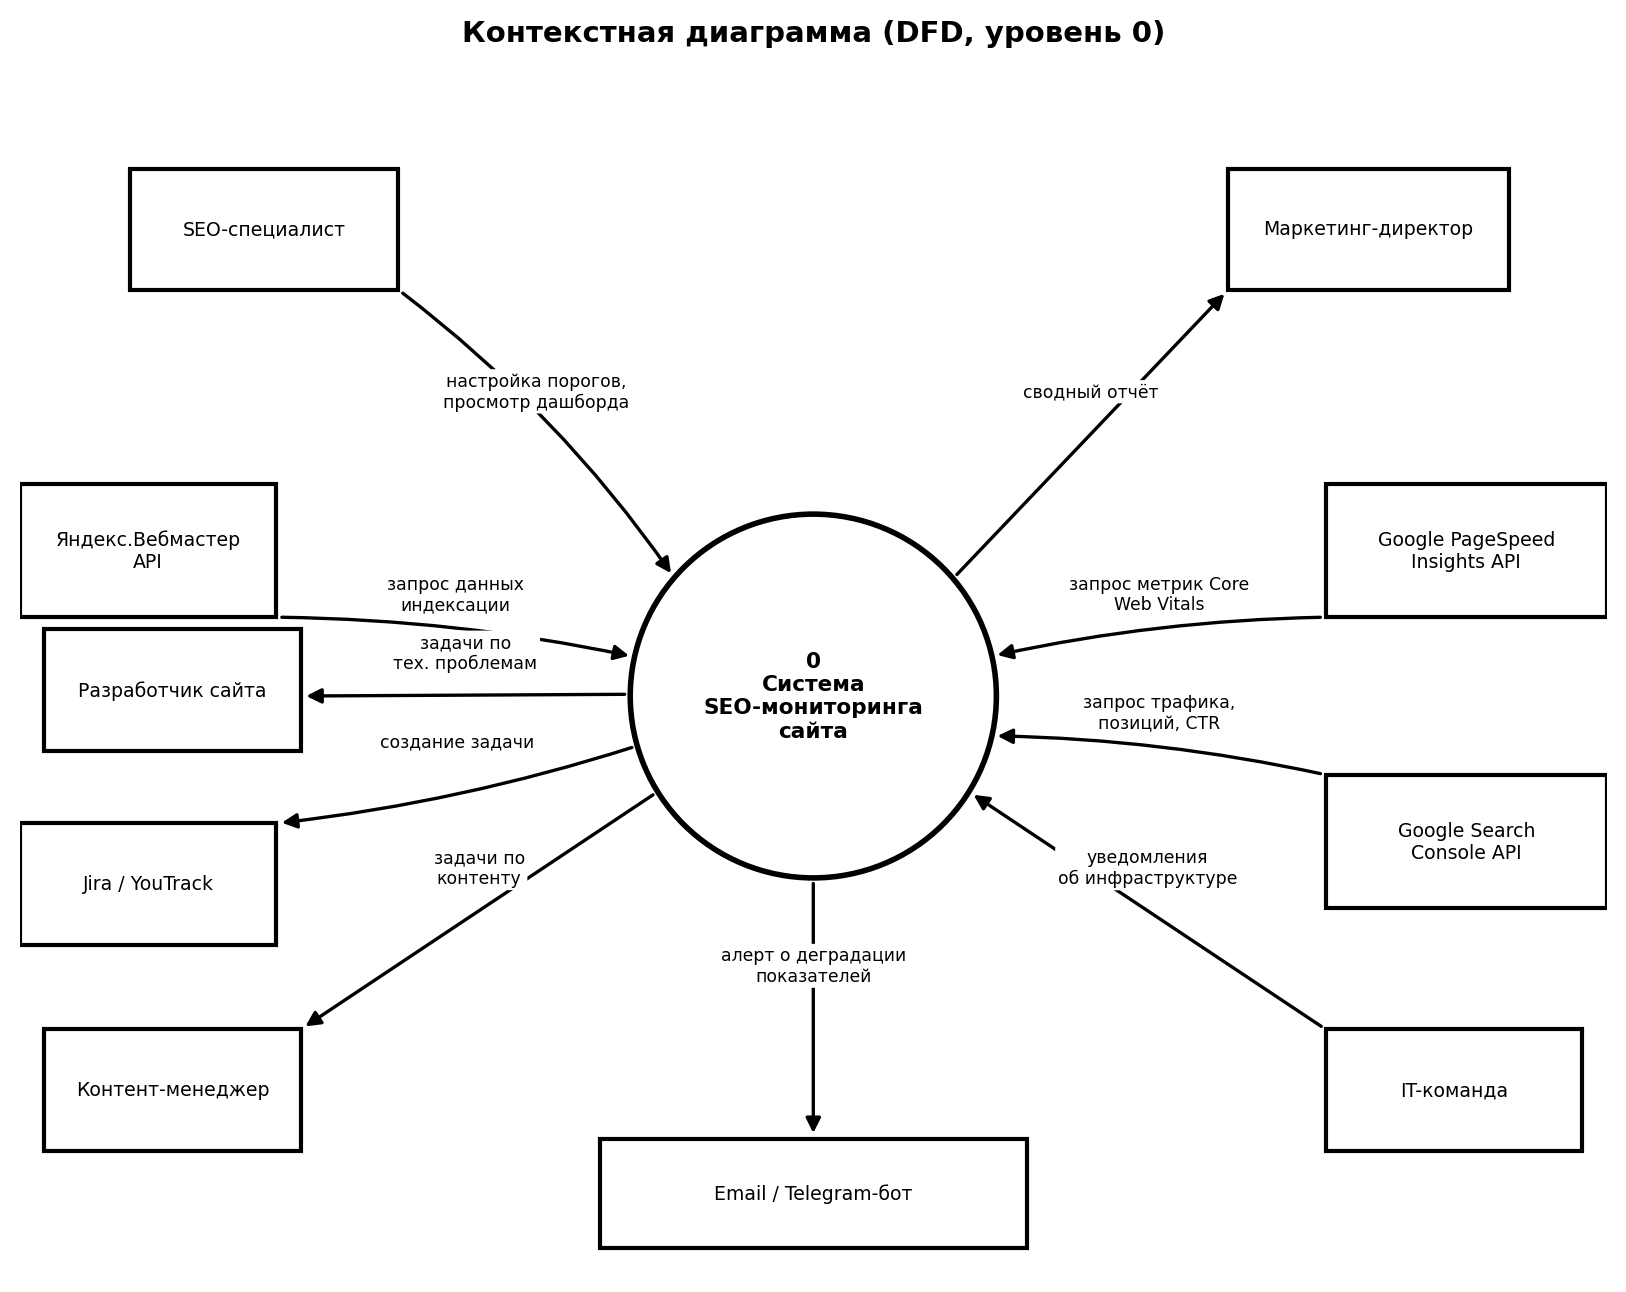 Контекстная диаграмма (DFD, уровень 0)
SEO-специалист
Маркетинг-директор
настройка порогов,
просмотр дашборда
сводный отчёт
Яндекс.Вебмастер
API
Google PageSpeed
Insights API
запрос данных
индексации
запрос метрик Core
Web Vitals
задачи по
тех. проблемам
Разработчик сайта
0
Система
SEO-мониторинга
сайта
запрос трафика,
позиций, CTR
создание задачи
Google Search
Console API
Jira / YouTrack
задачи по
контенту
уведомления
об инфраструктуре
алерт о деградации
показателей
Контент-менеджер
IT-команда
Email / Telegram-бот